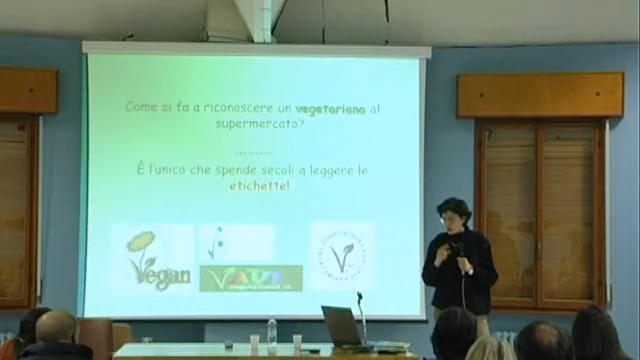 Come si fa a riconoscere un vegetariano al
supermercato?
..........
È l'unico che spende secoli a leggere le
etichette!
Vegan